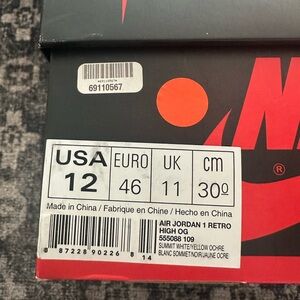 69110567
USA
12
EURO
46
UK
11
cm
30º
Made in China / Fabrique en Chine / Hecho en China
AIR JORDAN 1 RETRO
HIGH OG
555088 109
SUMMIT WHITE/YELLOW OCHRE
BLANC SOMMET/NOIR/JAUNE OCRE
8 87228 90226 8 14